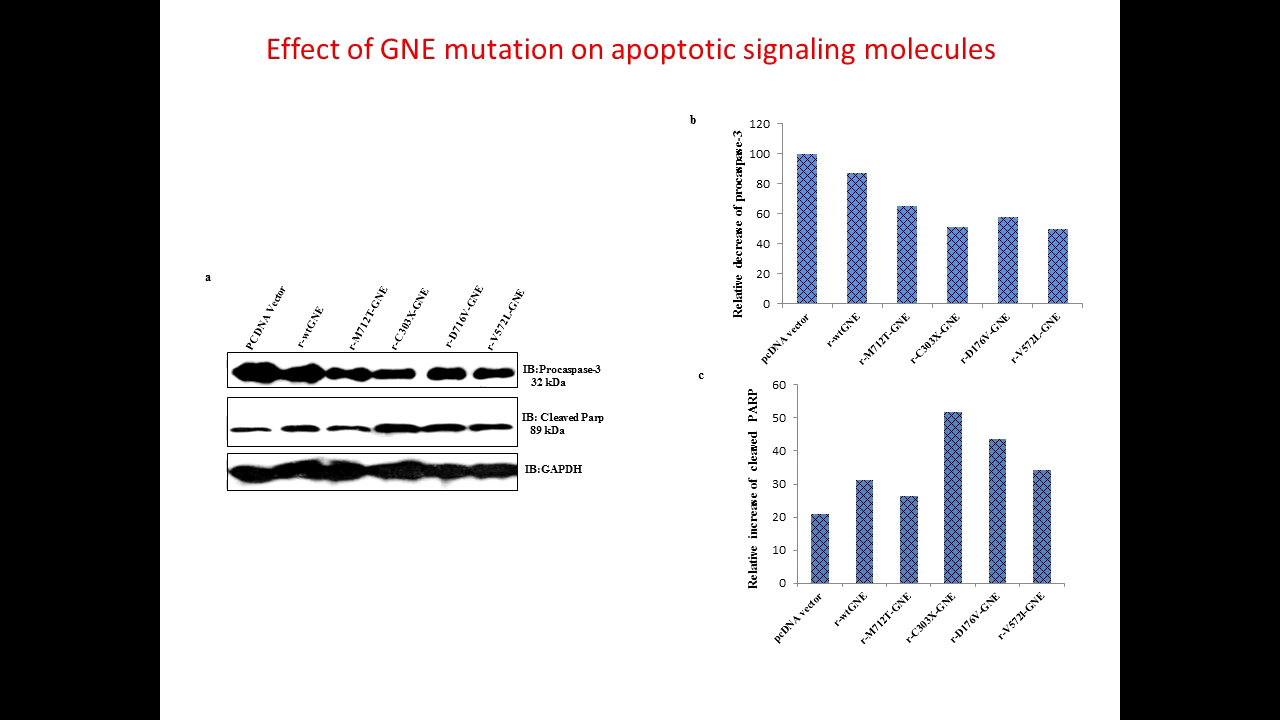 Effect of GNE mutation on apoptotic signaling molecules
a
PCDNA Vector
r-wtGNE
r-M712T-GNE
r-C303X-GNE
r-D716V-GNE
r-V572L-GNE
IB:Procaspase-3
32 kDa
IB: Cleaved Parp
89 kDa
IB:GAPDH
b
Relative decrease of procaspase-3
120
100
80
60
40
20
0
pcDNA vector
r-wtGNE
r-M712T-GNE
r-C303X-GNE
r-D176V-GNE
r-V572L-GNE
c
Relative increase of cleaved PARP
60
50
40
30
20
10
0
pcDNA vector
r-wtGNE
r-M712T-GNE
r-C303X-GNE
r-D176V-GNE
r-V572l-GNE